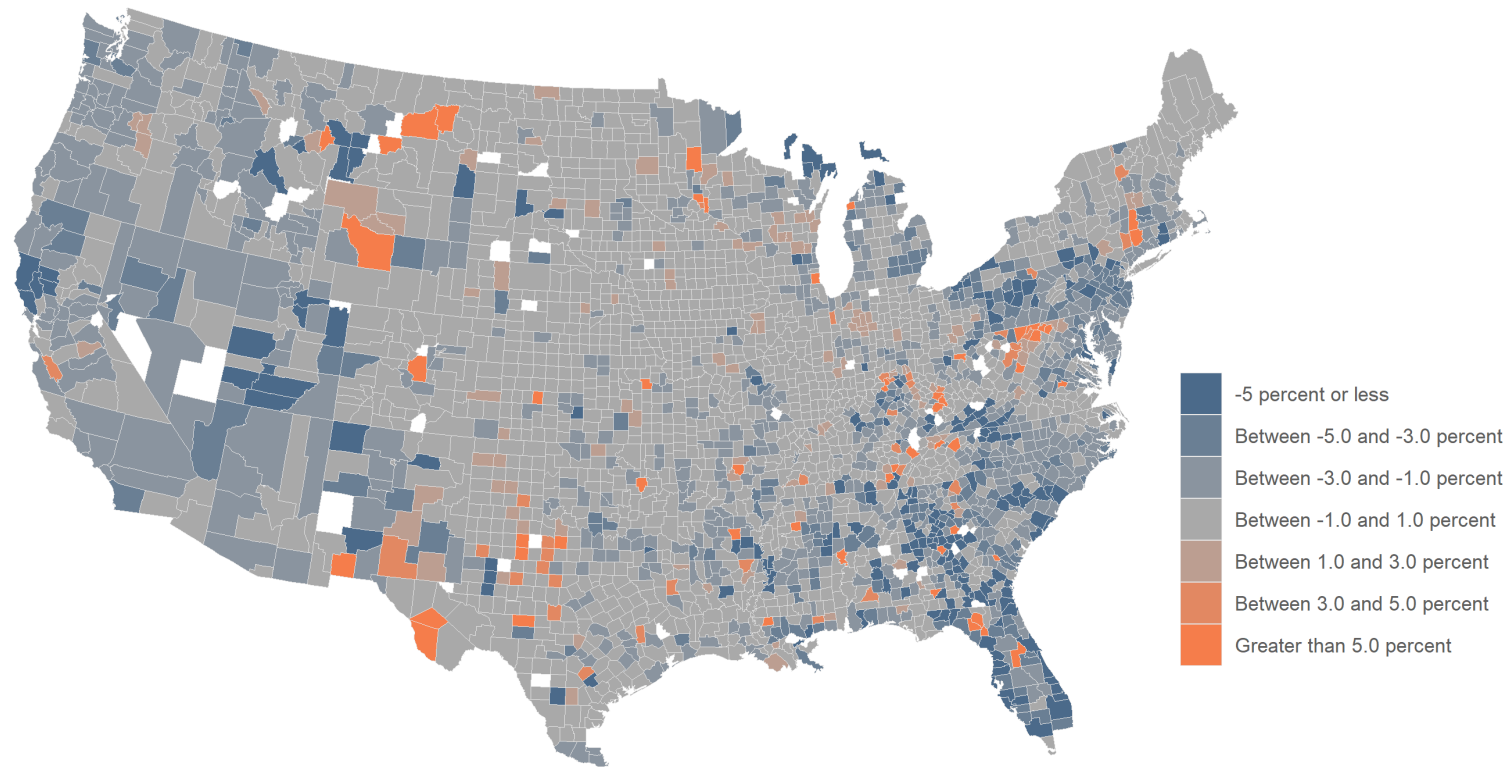 -5 percent or less
Between -5.0 and -3.0 percent
Between -3.0 and -1.0 percent
Between -1.0 and 1.0 percent
Between 1.0 and 3.0 percent
Between 3.0 and 5.0 percent
Greater than 5.0 percent